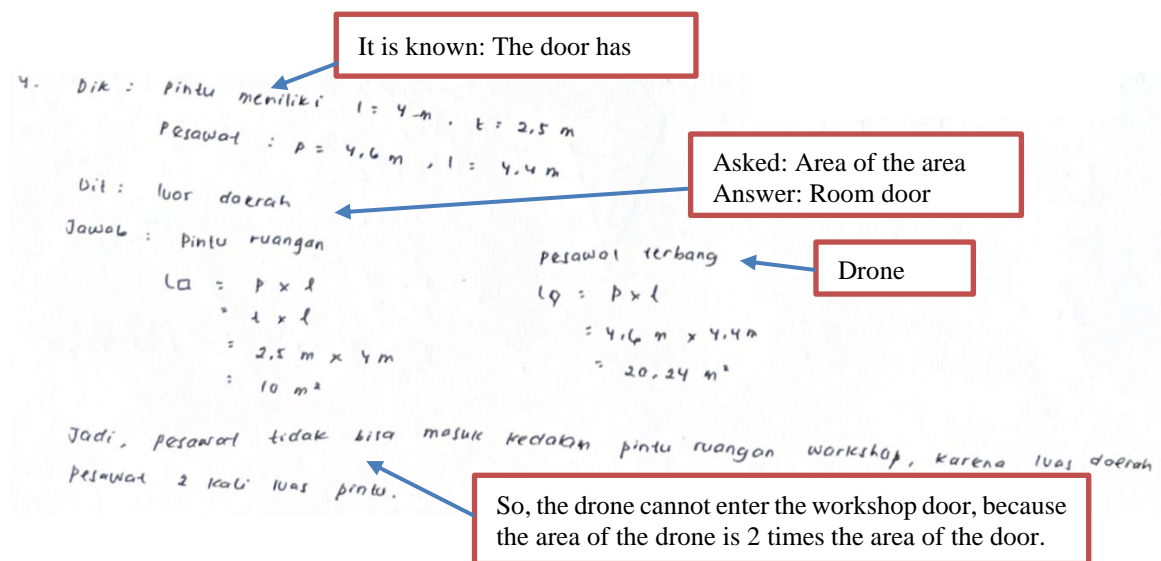 It is known: The door has
4. Dik : pintu memiliki l = 4 m . t = 2,5 m
Pesawat : p = 4,6 m , l = 4,4 m
Asked: Area of the area
Answer: Room door
Dit : luor daerah
Jawab : pintu ruangan
pesawat terbang
Drone
L▭ = p x l
= t x l
= 2,5 m x 4 m
= 10 m²
L▭ = p x l
= 4,6 m x 4,4 m
= 20,24 m²
Jadi, pesawat tidak bisa masuk kedalam pintu ruangan workshop, karena luas daerah
pesawat 2 kali luas pintu.
So, the drone cannot enter the workshop door, because
the area of the drone is 2 times the area of the door.